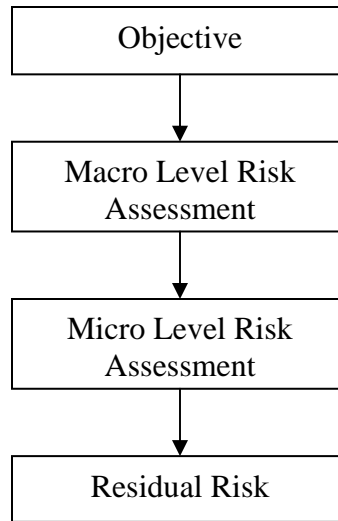 Objective
Macro Level Risk
Assessment
Micro Level Risk
Assessment
Residual Risk